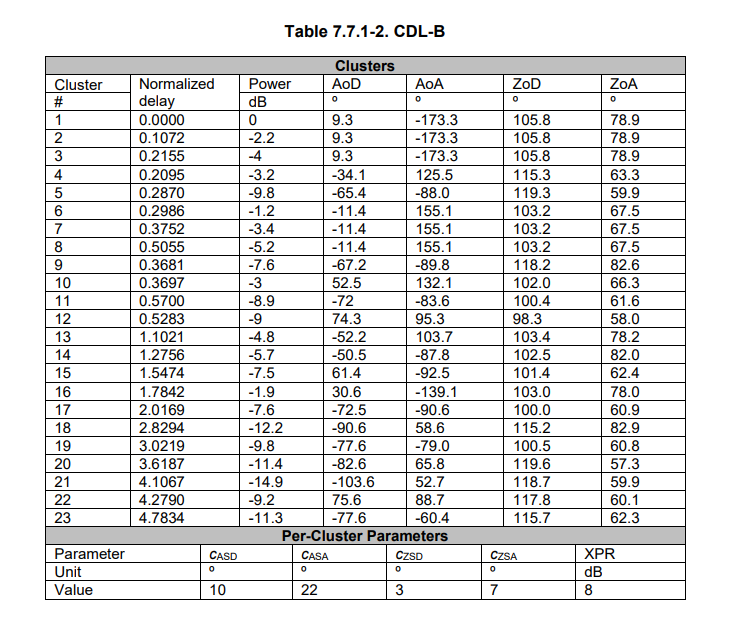 Table 7.7.1-2. CDL-B
Clusters
Cluster Normalized Power AoD AoA ZoD ZoA
# delay dB º º º º
1 0.0000 0 9.3 -173.3 105.8 78.9
2 0.1072 -2.2 9.3 -173.3 105.8 78.9
3 0.2155 -4 9.3 -173.3 105.8 78.9
4 0.2095 -3.2 -34.1 125.5 115.3 63.3
5 0.2870 -9.8 -65.4 -88.0 119.3 59.9
6 0.2986 -1.2 -11.4 155.1 103.2 67.5
7 0.3752 -3.4 -11.4 155.1 103.2 67.5
8 0.5055 -5.2 -11.4 155.1 103.2 67.5
9 0.3681 -7.6 -67.2 -89.8 118.2 82.6
10 0.3697 -3 52.5 132.1 102.0 66.3
11 0.5700 -8.9 -72 -83.6 100.4 61.6
12 0.5283 -9 74.3 95.3 98.3 58.0
13 1.1021 -4.8 -52.2 103.7 103.4 78.2
14 1.2756 -5.7 -50.5 -87.8 102.5 82.0
15 1.5474 -7.5 61.4 -92.5 101.4 62.4
16 1.7842 -1.9 30.6 -139.1 103.0 78.0
17 2.0169 -7.6 -72.5 -90.6 100.0 60.9
18 2.8294 -12.2 -90.6 58.6 115.2 82.9
19 3.0219 -9.8 -77.6 -79.0 100.5 60.8
20 3.6187 -11.4 -82.6 65.8 119.6 57.3
21 4.1067 -14.9 -103.6 52.7 118.7 59.9
22 4.2790 -9.2 75.6 88.7 117.8 60.1
23 4.7834 -11.3 -77.6 -60.4 115.7 62.3
Per-Cluster Parameters
Parameter cASD cASA cZSD cZSA XPR
Unit º º º º dB
Value 10 22 3 7 8